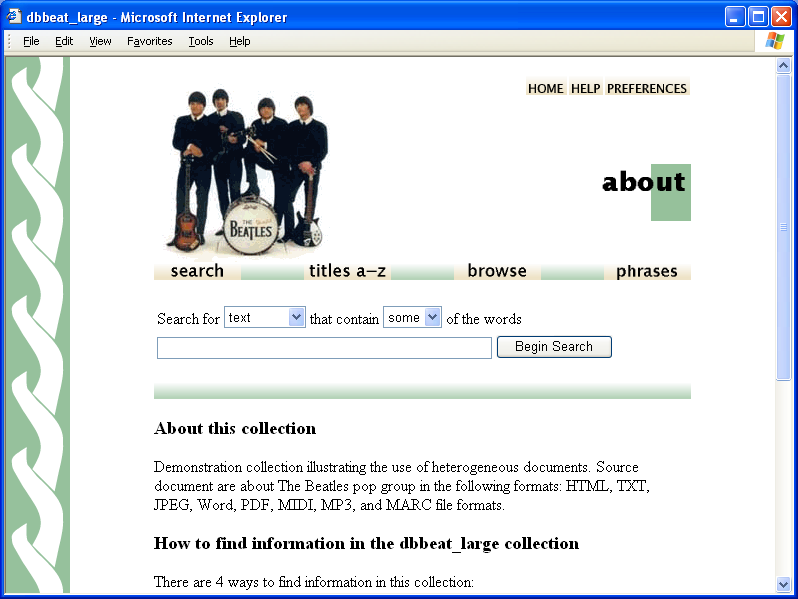 dbbeat_large - Microsoft Internet Explorer
File Edit View Favorites Tools Help
HOME HELP PREFERENCES
about
THE
BEATLES
search titles a–z browse phrases
Search for text that contain some of the words
Begin Search
About this collection
Demonstration collection illustrating the use of heterogeneous documents. Source
document are about The Beatles pop group in the following formats: HTML, TXT,
JPEG, Word, PDF, MIDI, MP3, and MARC file formats.
How to find information in the dbbeat_large collection
There are 4 ways to find information in this collection: